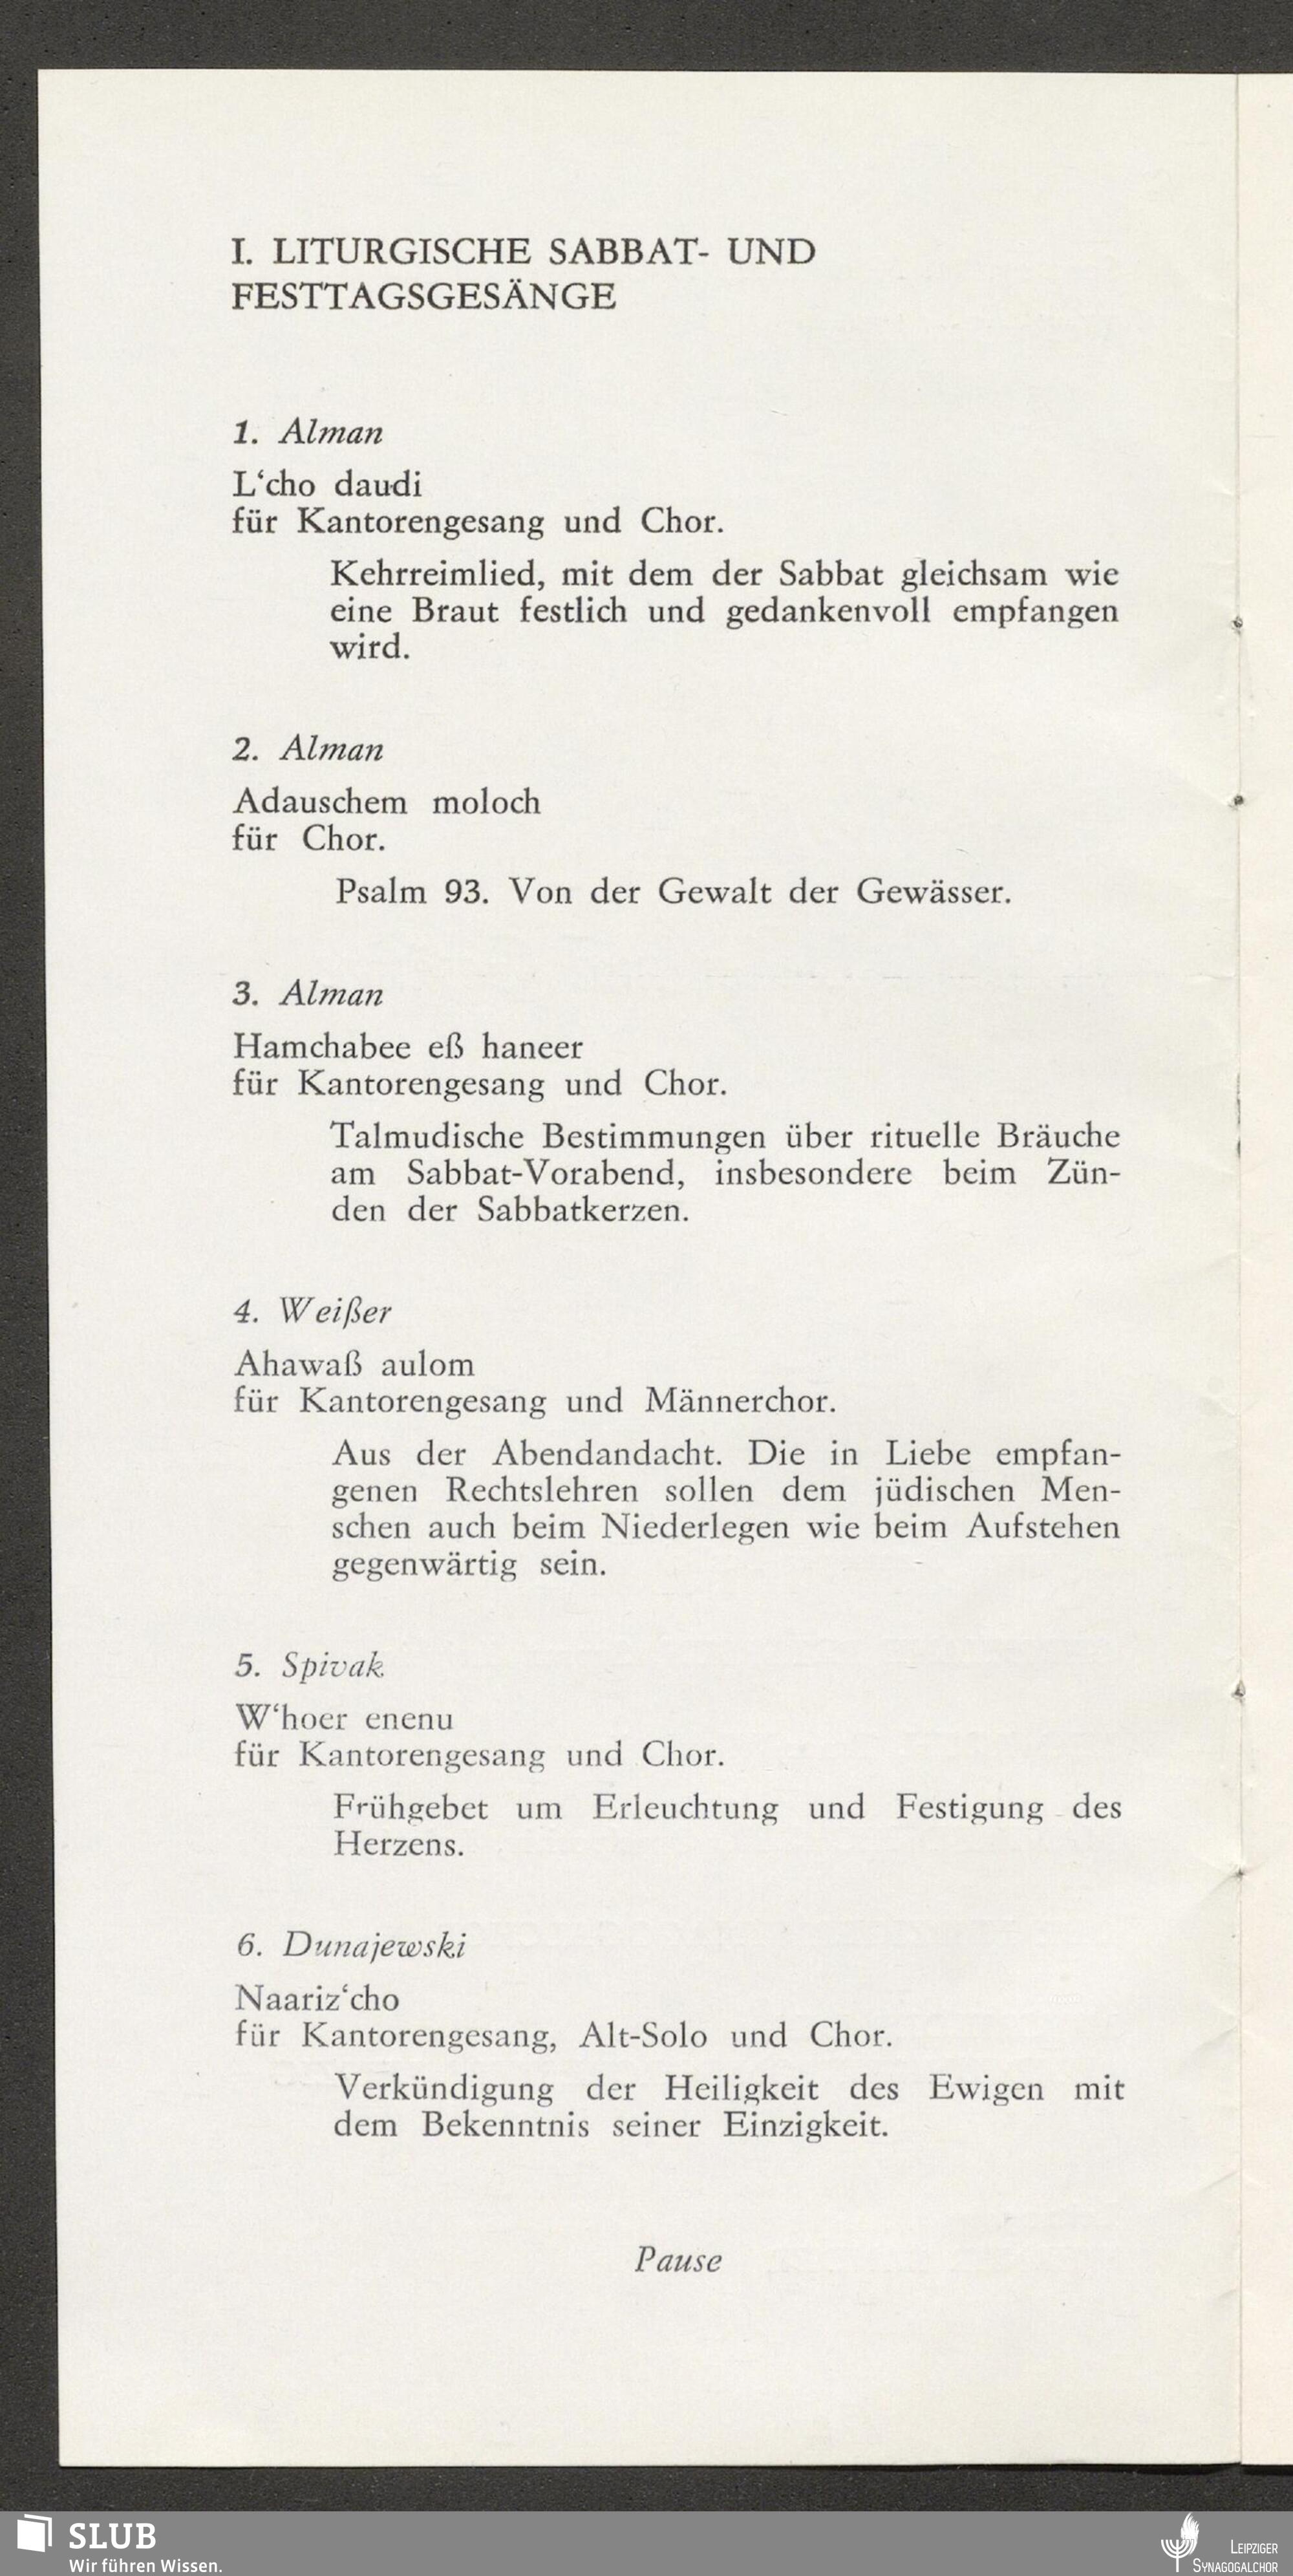 I. LITURGISCHE SABBAT- UND
FESTTAGSGESÄNGE
1. Alman
L‘cho daudi
für Kantorengesang und Chor.
Kehrreimlied, mit dem der Sabbat gleichsam wie
eine Braut festlich und gedankenvoll empfangen
wird.
2. Alman
Adauschem moloch
für Chor.
Psalm 93. Von der Gewalt der Gewässer.
3. Alman
Hamchabee eß haneer
für Kantorengesang und Chor.
Talmudische Bestimmungen über rituelle Bräuche
am Sabbat-Vorabend, insbesondere beim Zün-
den der Sabbatkerzen.
4. Weißer
Ahawaß aulom
für Kantorengesang und Männerchor.
Aus der Abendandacht. Die in Liebe empfan-
genen Rechtslehren sollen dem jüdischen Men-
schen auch beim Niederlegen wie beim Aufstehen
gegenwärtig sein.
5. Spivak
W‘hoer enenu
für Kantorengesang und Chor.
Frühgebet um Erleuchtung und Festigung des
Herzens.
6. Dunajewski
Naariz‘cho
für Kantorengesang, Alt-Solo und Chor.
Verkündigung der Heiligkeit des Ewigen mit
dem Bekenntnis seiner Einzigkeit.
Pause
SLUB
Wir führen Wissen.
LEIPZIGER
SYNAGOGALCHOR